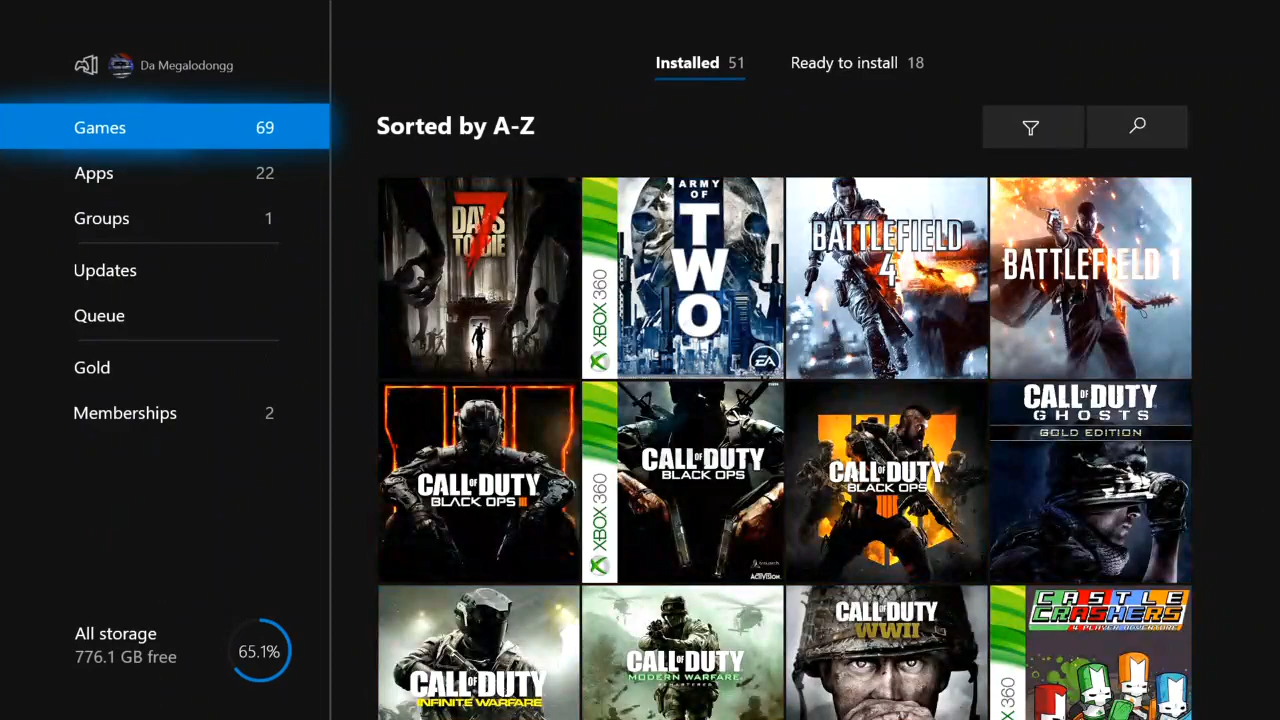 Da Megalodongg
Games 69
Apps 22
Groups 1
Updates
Queue
Gold
Memberships 2
All storage
776.1 GB free
65.1%
Installed 51
Ready to install 18
Sorted by A-Z
7
DAYS
TO DIE
XBOX 360
ARMY
OF
TWO
EA
BATTLEFIELD
4
BATTLEFIELD 1
CALL OF DUTY
BLACK OPS III
XBOX 360
CALL OF DUTY
BLACK OPS
ACTIVISION
CALL OF DUTY
BLACK OPS
IIII
CALL OF DUTY
GHOSTS
GOLD EDITION
CALL OF DUTY
INFINITE WARFARE
CALL OF DUTY
MODERN WARFARE
REMASTERED
CALL OF DUTY
WWII
XBOX 360
CASTLE
CRASHERS
4 PLAYER ADVENTURE!